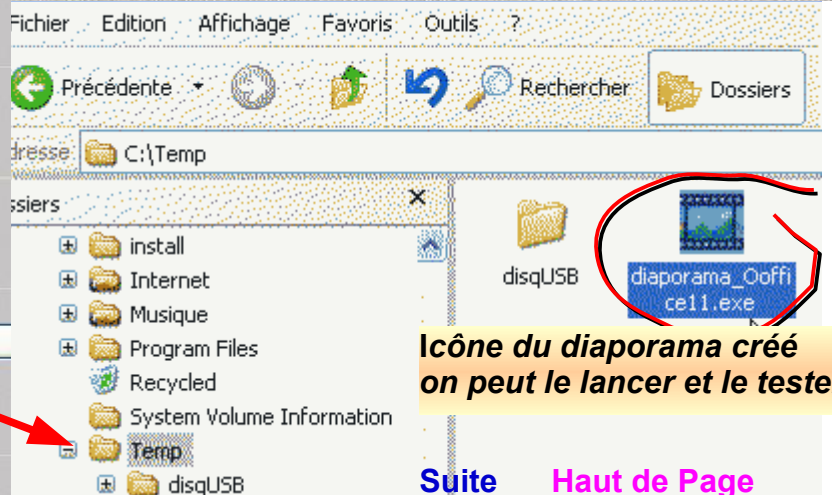 Fichier Edition Affichage Favoris Outils ?
Précédente Rechercher Dossiers
dresse C:\Temp
ssiers
install
Internet
Musique
Program Files
Recycled
System Volume Information
Temp
disqUSB
disqUSB
diaporama_Ooffi
ce11.exe
Icône du diaporama créé
on peut le lancer et le teste
Suite Haut de Page